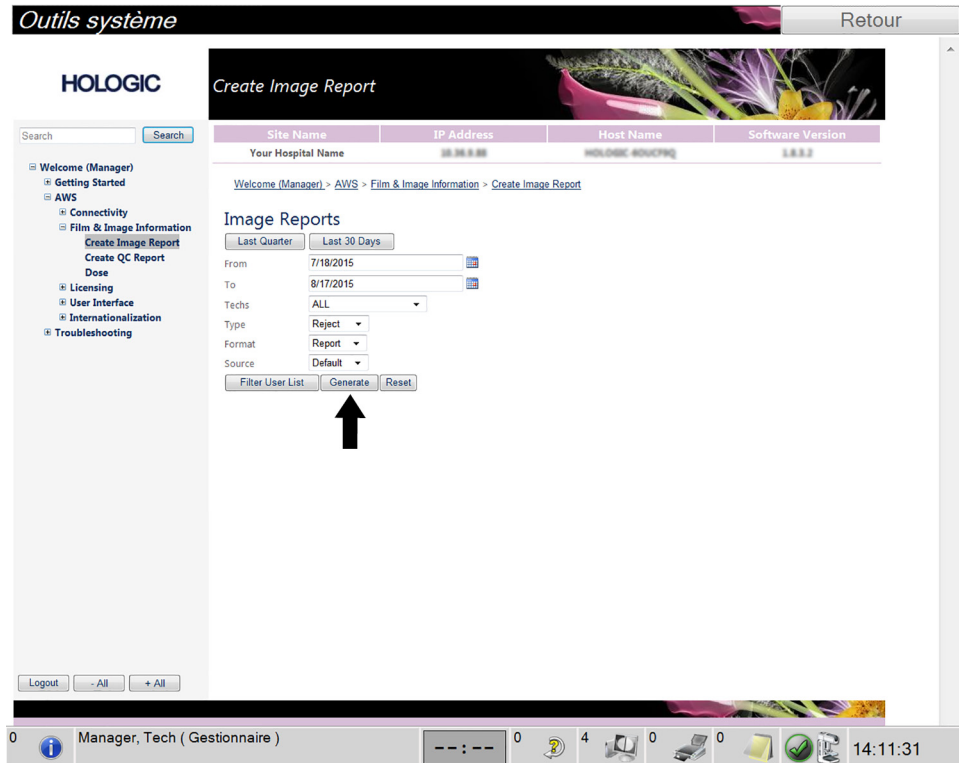 Outils système
Retour
HOLOGIC
Create Image Report
Search
Search
Site Name IP Address Host Name Software Version
Your Hospital Name 1.8.3.2
Welcome (Manager)
Getting Started
AWS
Connectivity
Film & Image Information
Create Image Report
Create QC Report
Dose
Licensing
User Interface
Internationalization
Troubleshooting
Welcome (Manager) > AWS > Film & Image Information > Create Image Report
Image Reports
Last Quarter Last 30 Days
From 7/18/2015
To 8/17/2015
Techs ALL
Type Reject
Format Report
Source Default
Filter User List Generate Reset
Logout - All + All
0 Manager, Tech ( Gestionnaire ) --:-- 0 4 0 0 14:11:31